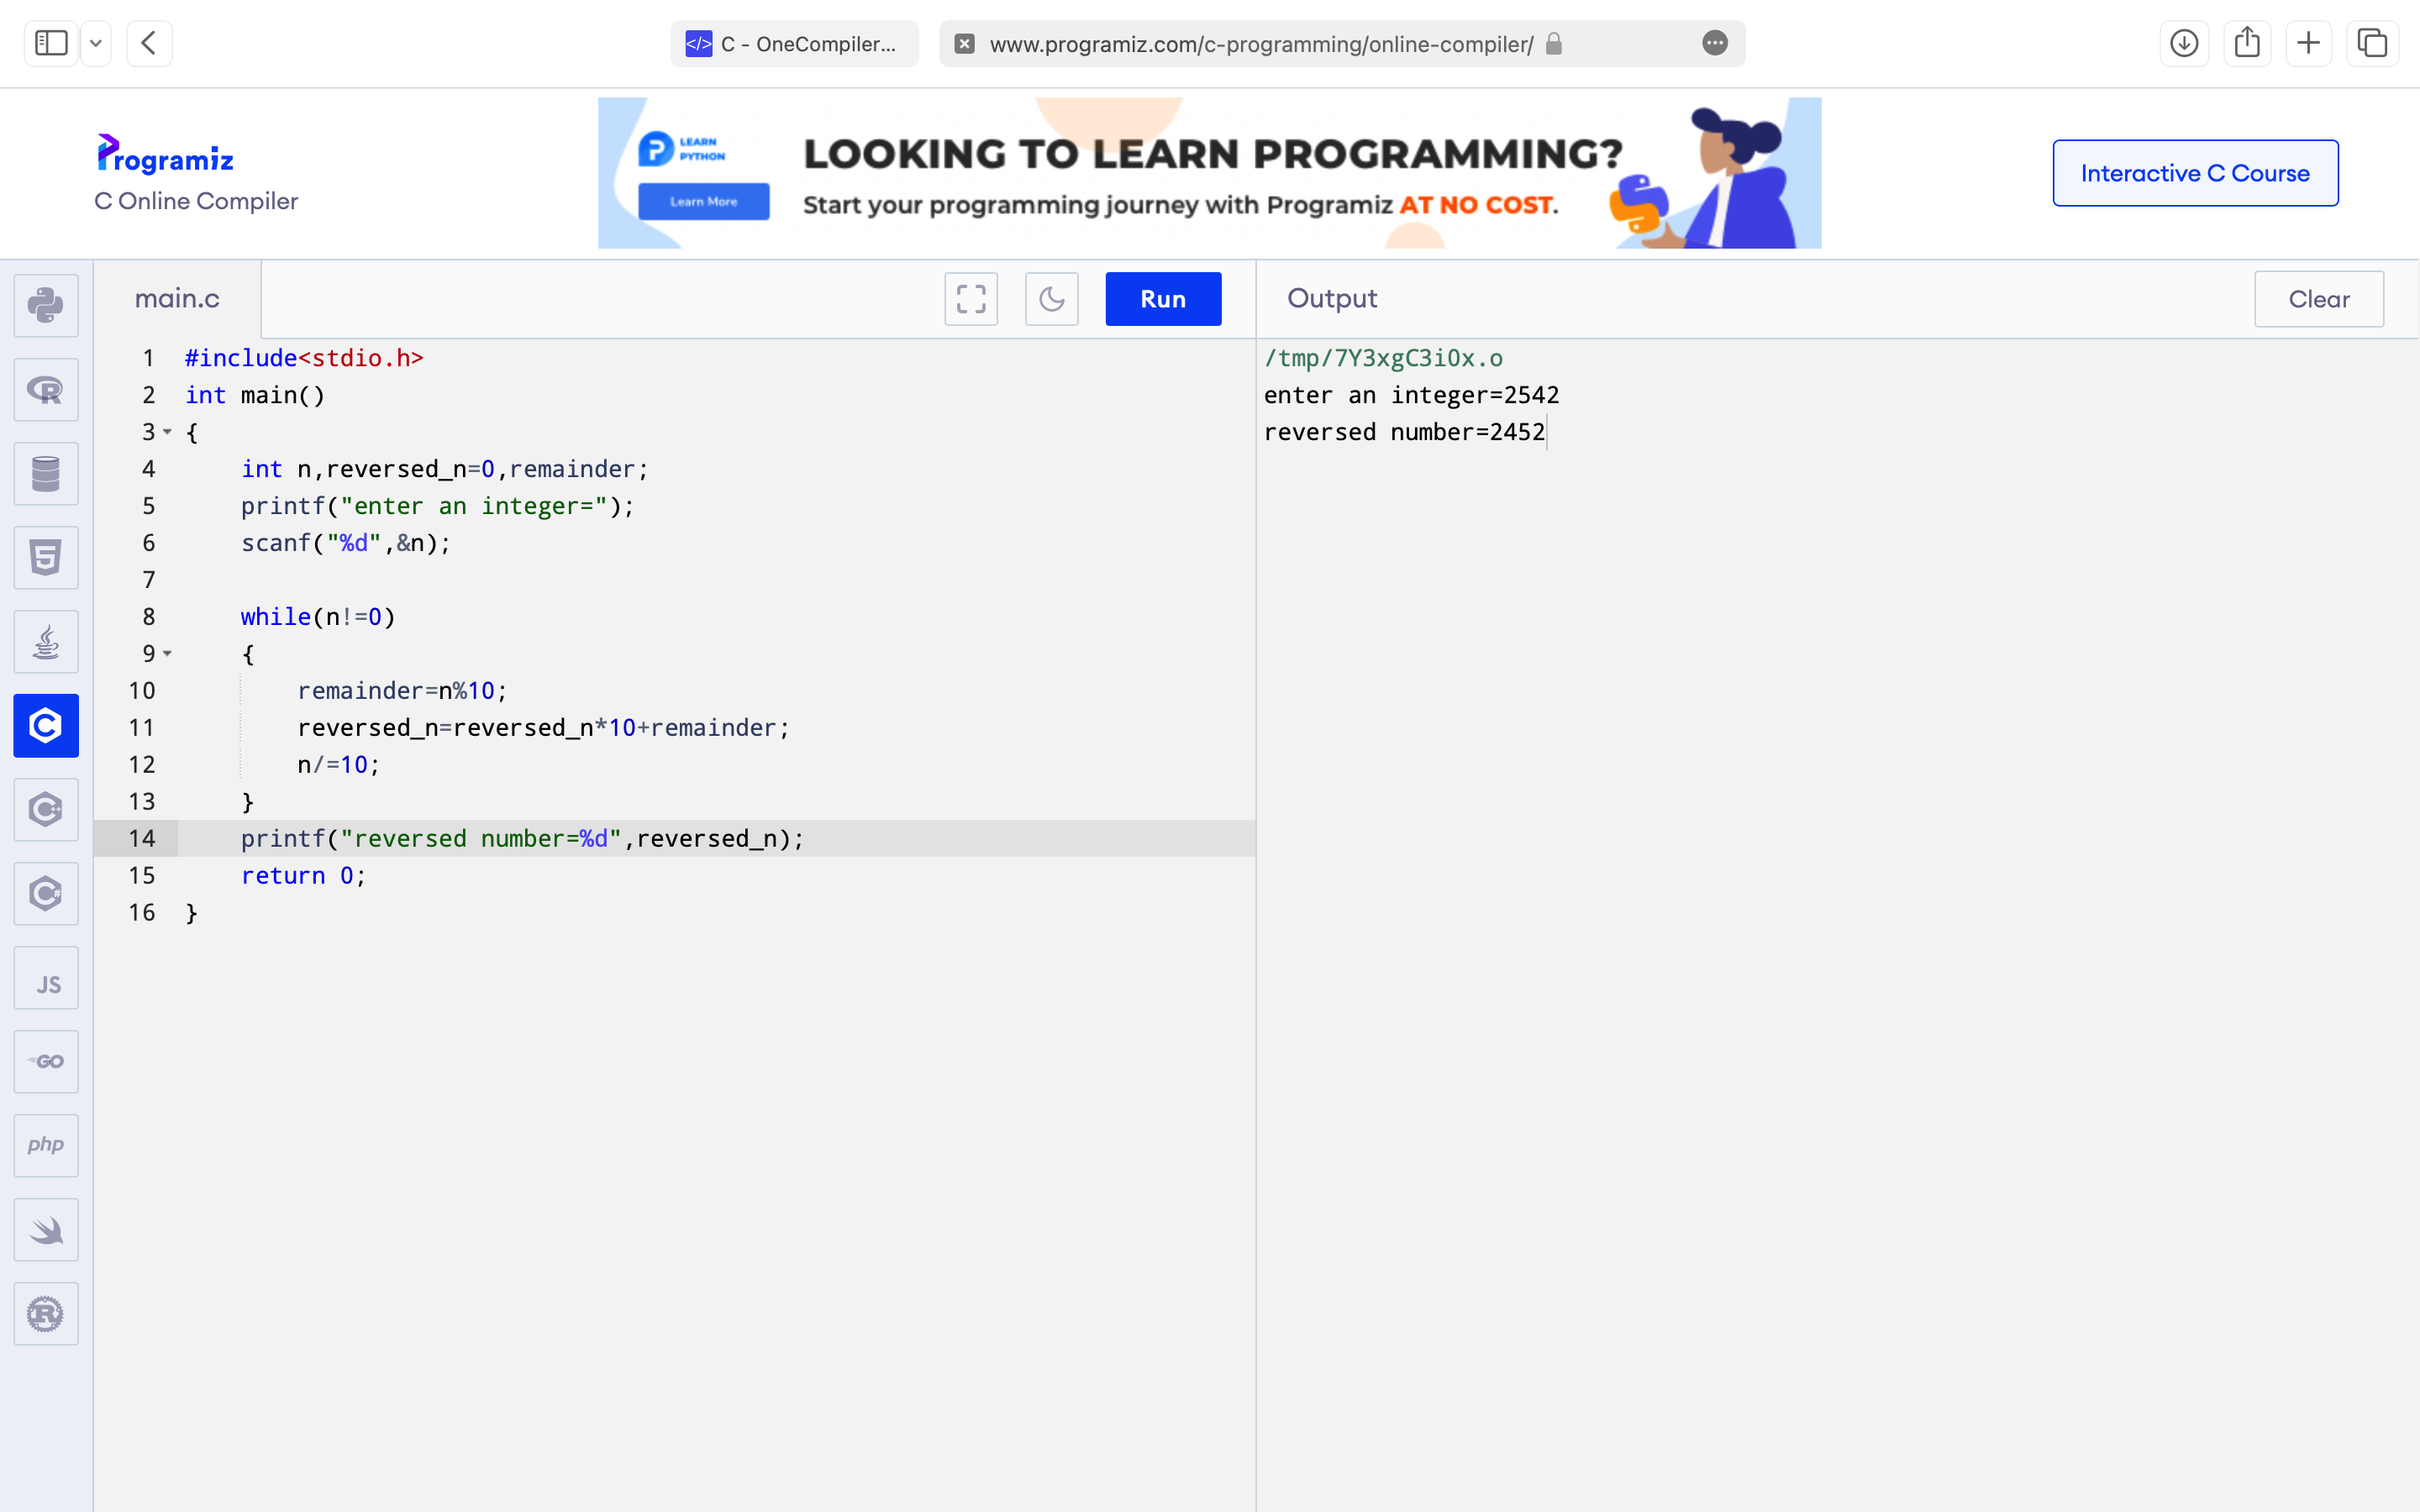 C - OneCompiler...
www.programiz.com/c-programming/online-compiler/
Programiz
C Online Compiler
LEARN
PYTHON
Learn More
LOOKING TO LEARN PROGRAMMING?
Start your programming journey with Programiz AT NO COST.
Interactive C Course
main.c
Run
Output
Clear
1 #include<stdio.h>
2 int main()
3 {
4     int n,reversed_n=0,remainder;
5     printf("enter an integer=");
6     scanf("%d",&n);
7
8     while(n!=0)
9     {
10         remainder=n%10;
11         reversed_n=reversed_n*10+remainder;
12         n/=10;
13     }
14     printf("reversed number=%d",reversed_n);
15     return 0;
16 }
/tmp/7Y3xgC3i0x.o
enter an integer=2542
reversed number=2452
R
5
C
C++
C#
JS
GO
php
R